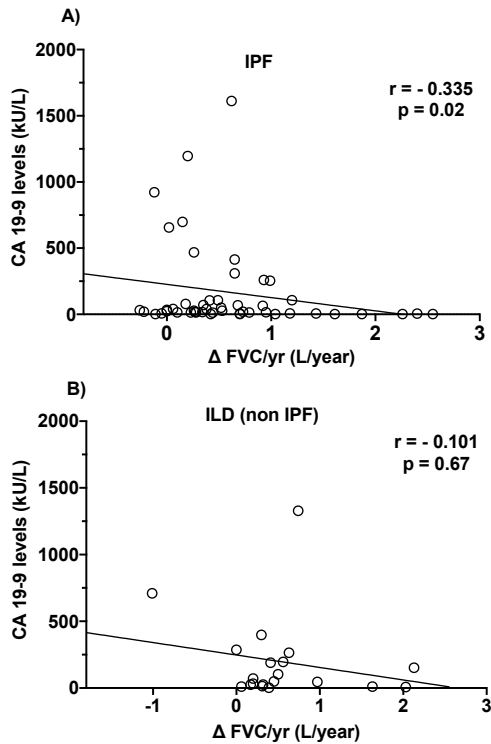 A)
IPF
r = - 0.335
p = 0.02
CA 19-9 levels (kU/L)
2000
1500
1000
500
0
0 1 2 3
Δ FVC/yr (L/year)
B)
ILD (non IPF)
r = - 0.101
p = 0.67
CA 19-9 levels (kU/L)
2000
1500
1000
500
0
-1 0 1 2 3
Δ FVC/yr (L/year)